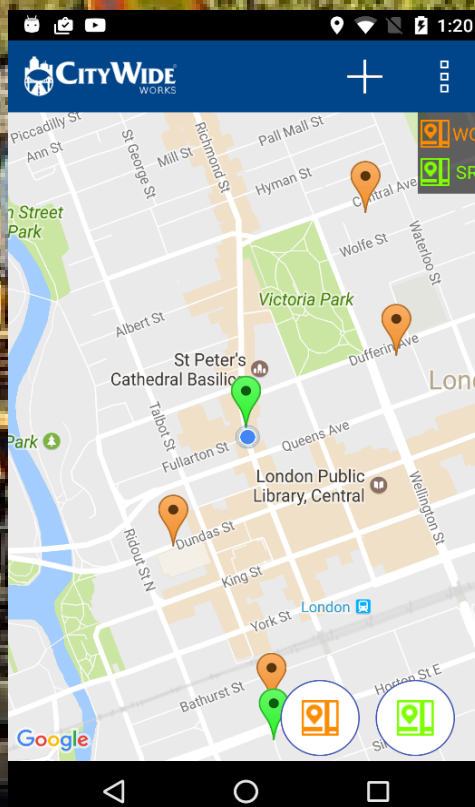 1:20
CITYWIDE
WORKS
Piccadilly St
Ann St
St George St
Mill St
Richmond St
Pall Mall St
Hyman St
Central Ave
WO
SR
n Street
Park
Wolfe St
Waterloo St
Albert St
Victoria Park
Dufferin Ave
St Peter's
Cathedral Basilic
Lon
Talbot St
Park
Fullarton St
Queens Ave
London Public
Library, Central
Wellington St
Dundas St
Ridout St N
King St
London
York St
Bathurst St
Horton St E
Google
Si